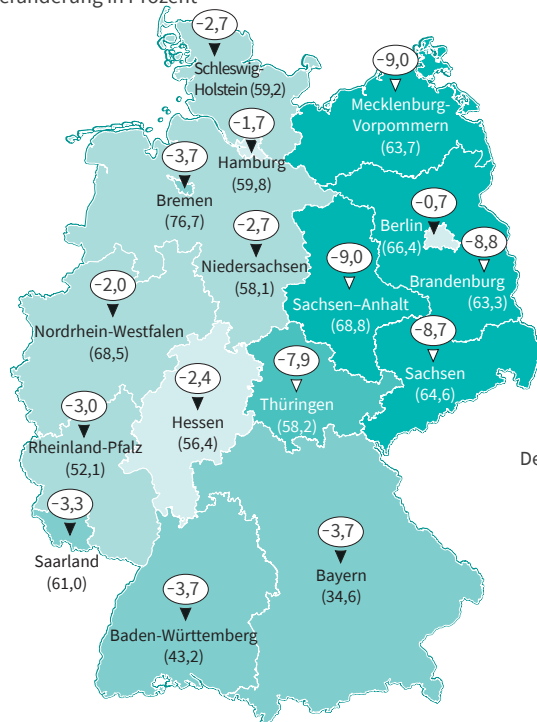 −2,7
Schleswig-
Holstein (59,2)
−9,0
Mecklenburg-
Vorpommern
(63,7)
−1,7
Hamburg
(59,8)
−3,7
Bremen
(76,7)
−0,7
Berlin
(66,4)
−2,7
Niedersachsen
(58,1)
−8,8
Brandenburg
(63,3)
−9,0
Sachsen–Anhalt
(68,8)
−2,0
Nordrhein-Westfalen
(68,5)
−8,7
Sachsen
(64,6)
−7,9
Thüringen
(58,2)
−2,4
Hessen
(56,4)
−3,0
Rheinland-Pfalz
(52,1)
−3,3
Saarland
(61,0)
−3,7
Bayern
(34,6)
−3,7
Baden-Württemberg
(43,2)